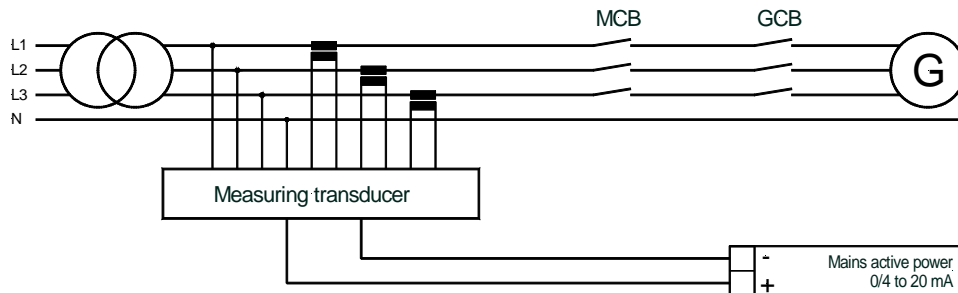 MCB GCB
L1
L2
G
L3
N
Measuring transducer
- Mains active power
+ 0/4 to 20 mA